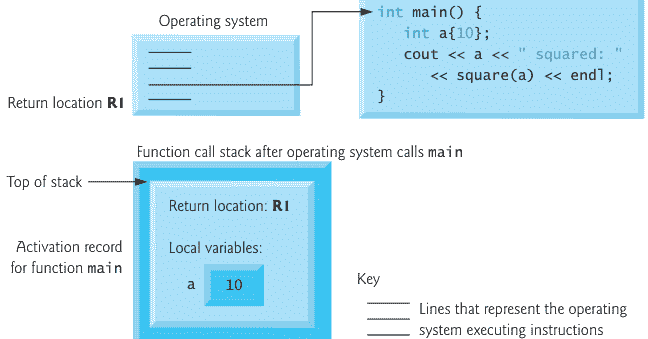 Operating system
Return location R1
int main() {
int a{10};
cout << a << " squared: "
<< square(a) << endl;
}
Function call stack after operating system calls main
Top of stack
Return location: R1
Activation record
for function main
Local variables:
a
10
Key
Lines that represent the operating
system executing instructions